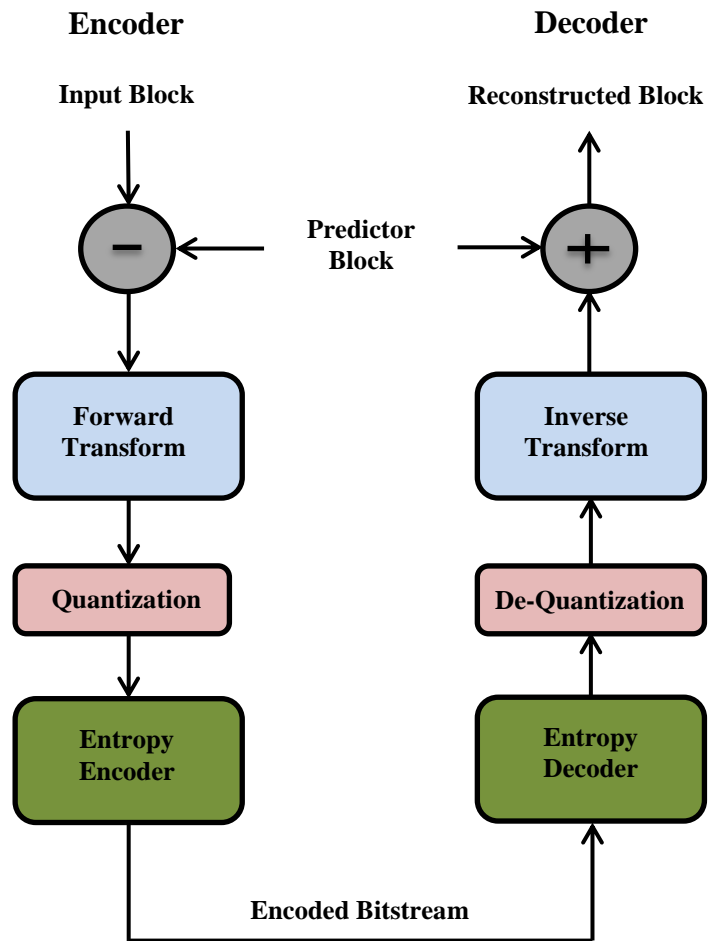 Encoder
Decoder
Input Block
Reconstructed Block
−
Predictor
Block
+
Forward
Transform
Inverse
Transform
Quantization
De-Quantization
Entropy
Encoder
Entropy
Decoder
Encoded Bitstream